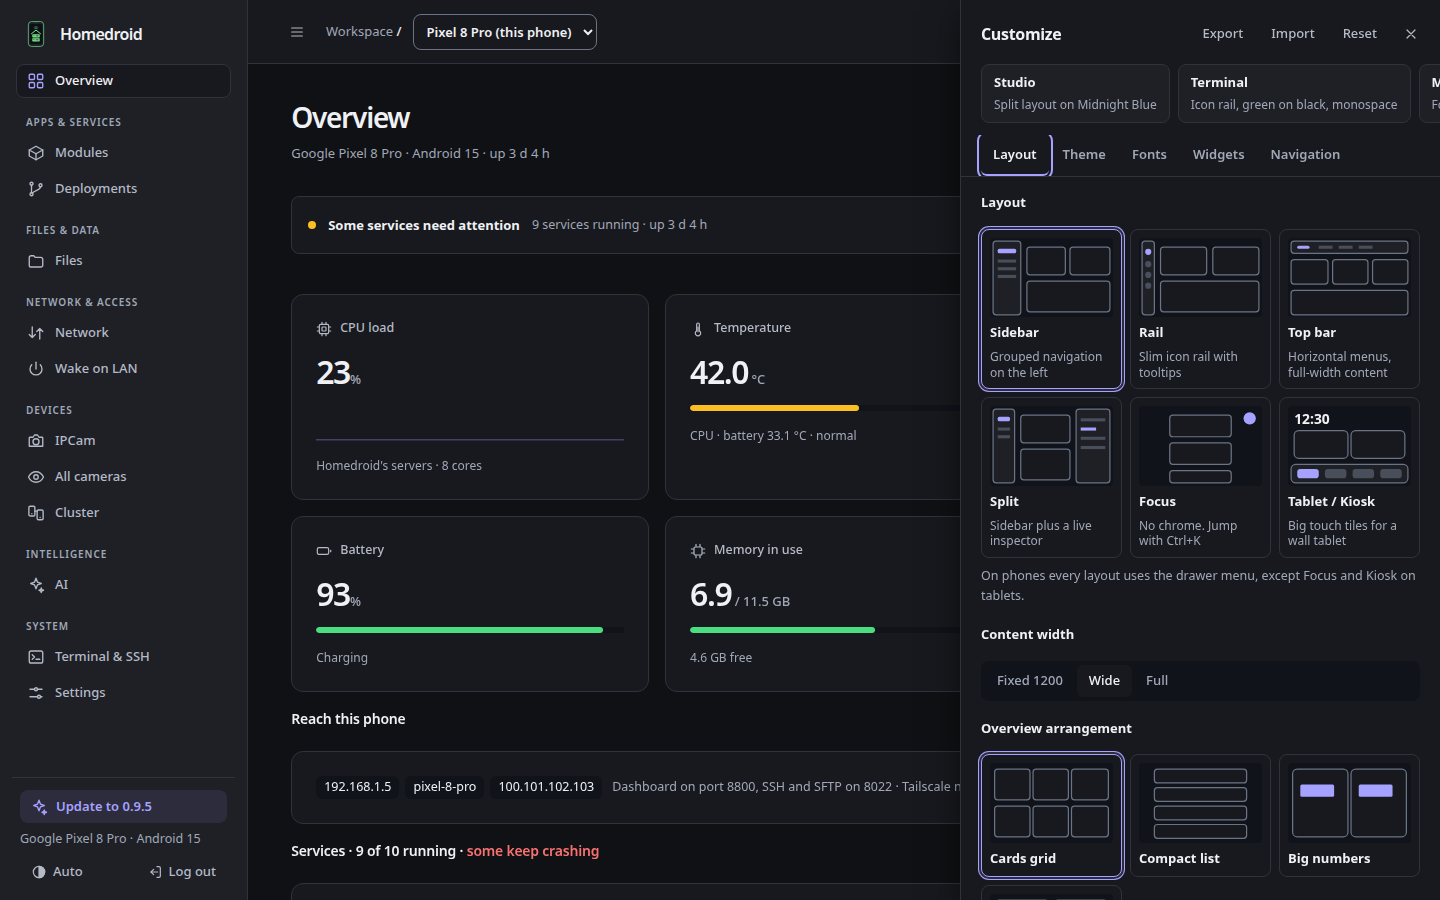 Homedroid
Overview
APPS & SERVICES
Modules
Deployments
FILES & DATA
Files
NETWORK & ACCESS
Network
Wake on LAN
DEVICES
IPCam
All cameras
Cluster
INTELLIGENCE
AI
SYSTEM
Terminal & SSH
Settings
Update to 0.9.5
Google Pixel 8 Pro · Android 15
Auto
Log out
Workspace /
Pixel 8 Pro (this phone)
Overview
Google Pixel 8 Pro · Android 15 · up 3 d 4 h
Some services need attention 9 services running · up 3 d 4 h
CPU load
23%
Homedroid's servers · 8 cores
Temperature
42.0 °C
CPU · battery 33.1 °C · normal
Battery
93%
Charging
Memory in use
6.9 / 11.5 GB
4.6 GB free
Reach this phone
192.168.1.5 pixel-8-pro 100.101.102.103 Dashboard on port 8800, SSH and SFTP on 8022 · Tailscale
Services · 9 of 10 running · some keep crashing
Customize
Export
Import
Reset
Studio
Split layout on Midnight Blue
Terminal
Icon rail, green on black, monospace
Layout
Theme
Fonts
Widgets
Navigation
Layout
Sidebar
Grouped navigation
on the left
Rail
Slim icon rail with
tooltips
Top bar
Horizontal menus,
full-width content
Split
Sidebar plus a live
inspector
Focus
No chrome. Jump
with Ctrl+K
12:30
Tablet / Kiosk
Big touch tiles for a
wall tablet
On phones every layout uses the drawer menu, except Focus and Kiosk on
tablets.
Content width
Fixed 1200
Wide
Full
Overview arrangement
Cards grid
Compact list
Big numbers